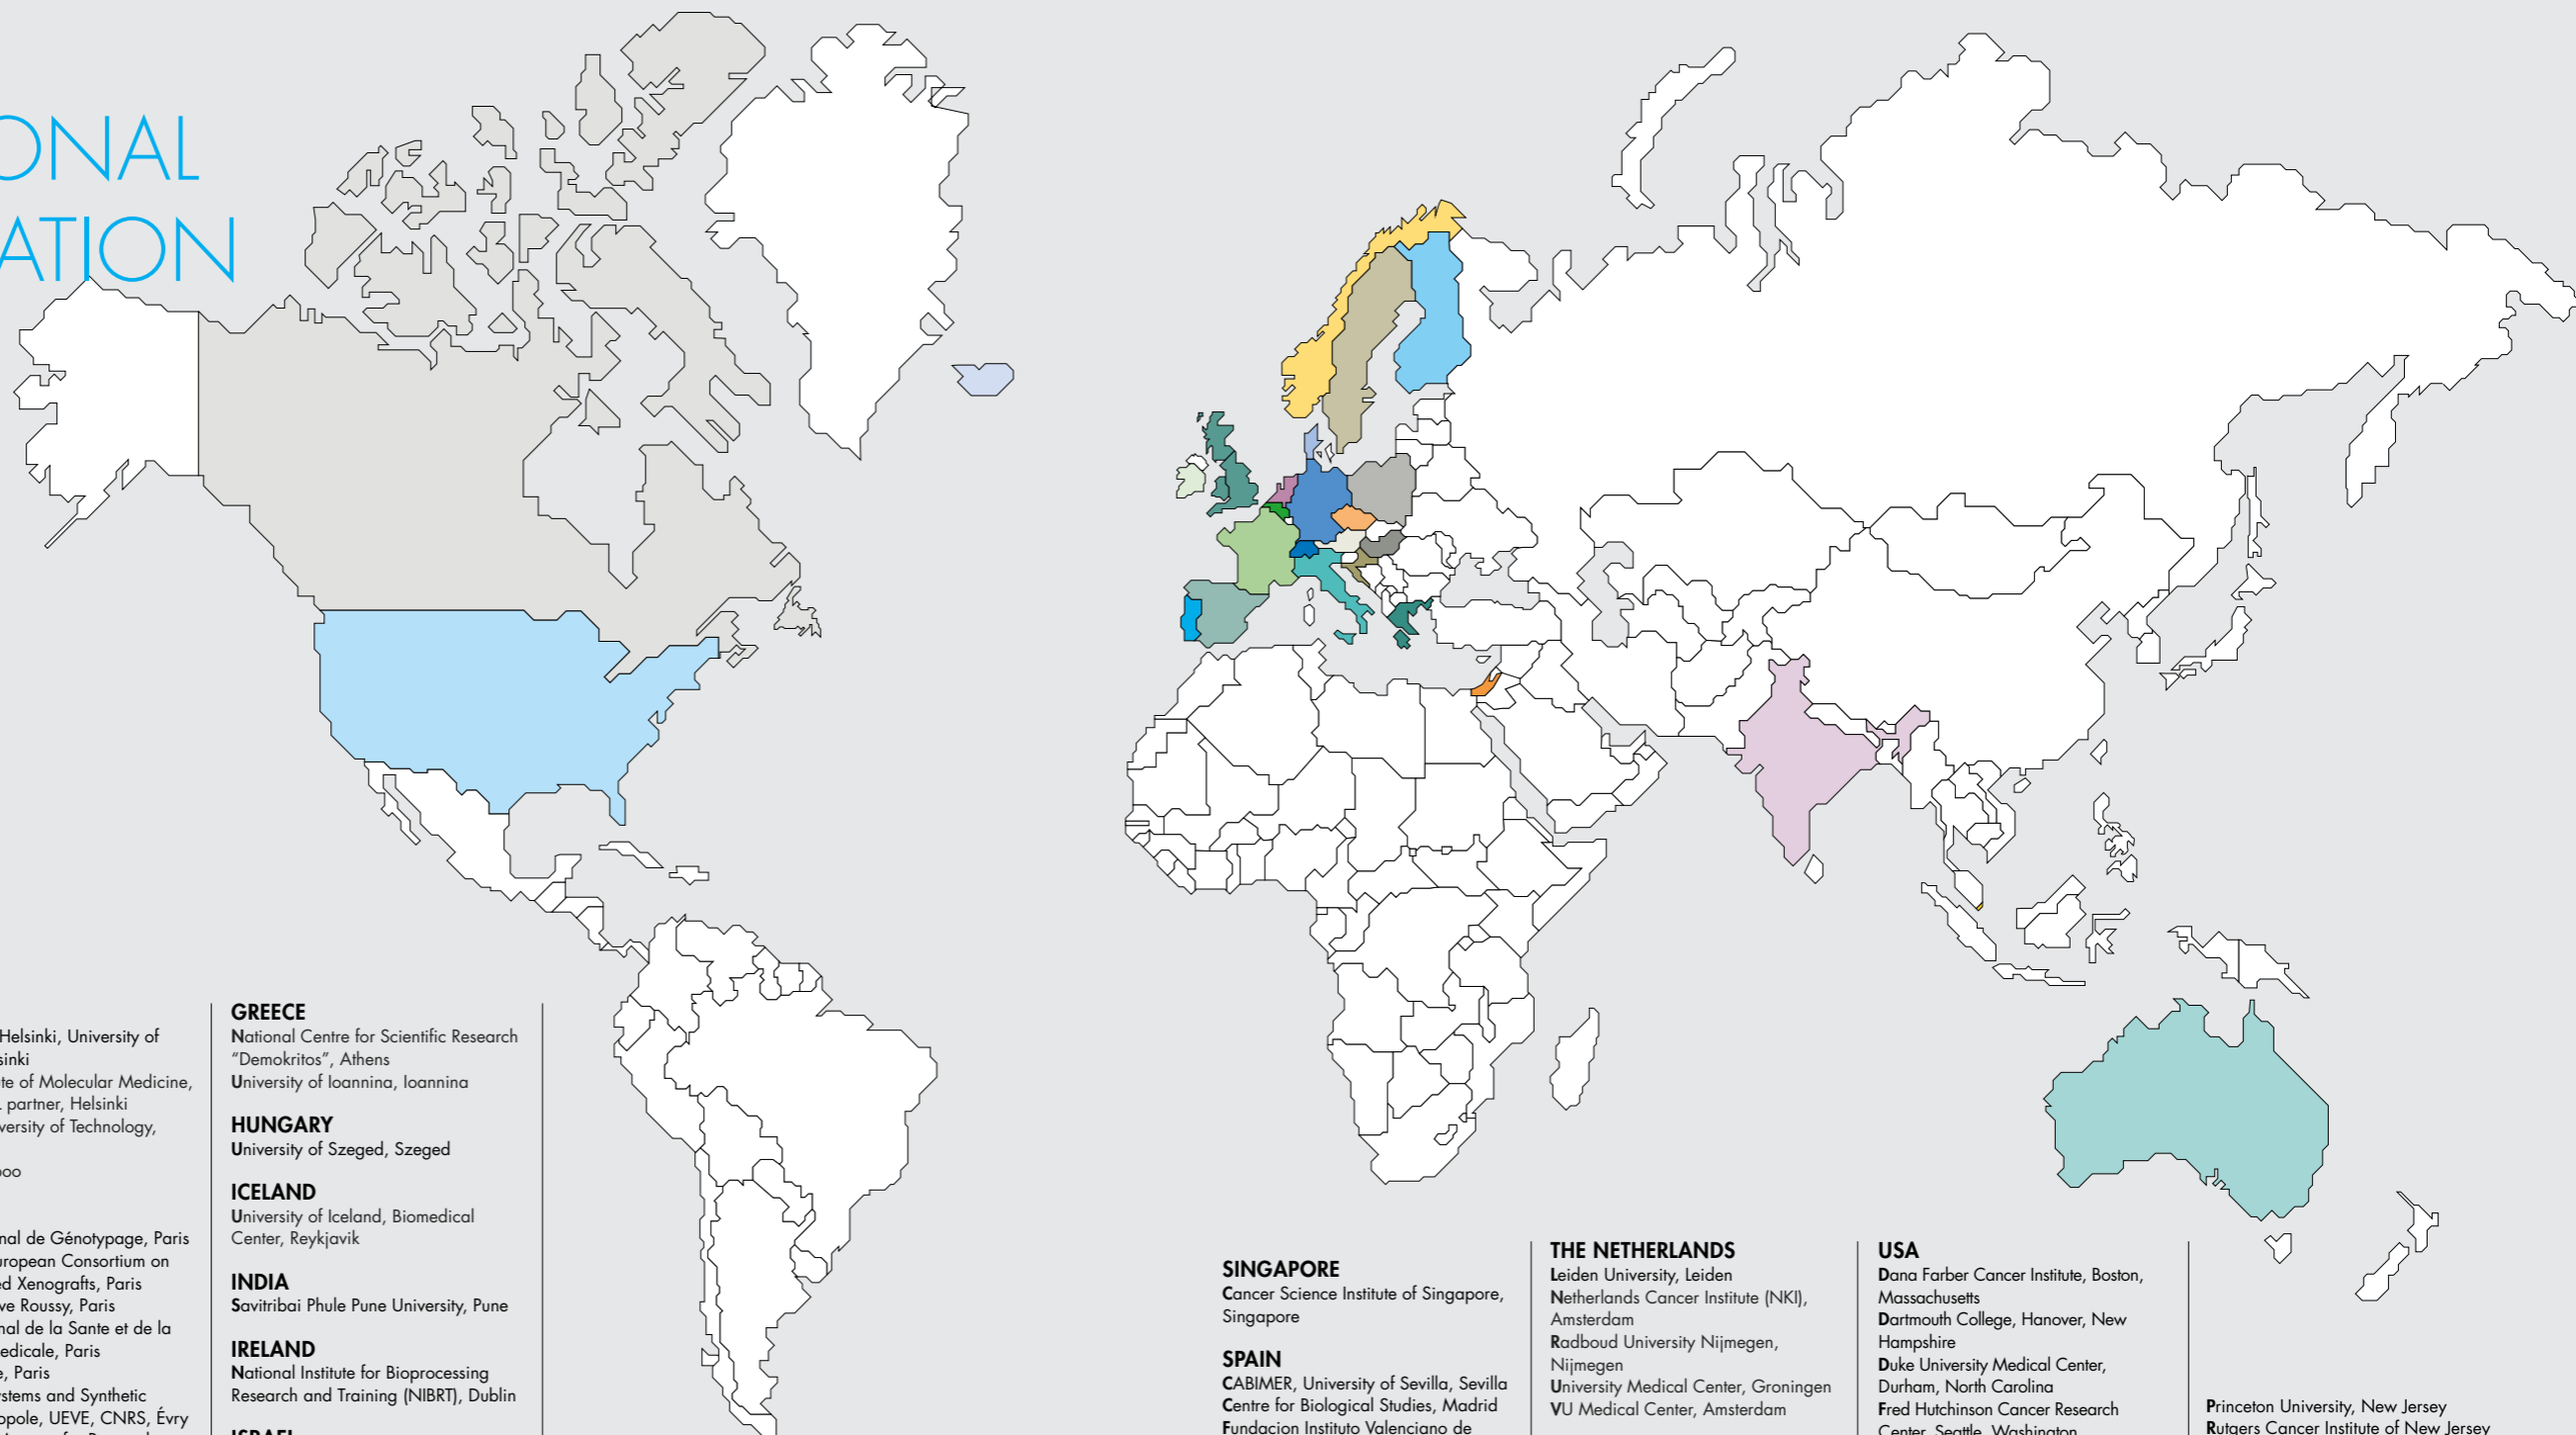 ONAL
ATION
Helsinki, University of
sinki
te of Molecular Medicine,
partner, Helsinki
versity of Technology,
oo
nal de Génotypage, Paris
uropean Consortium on
ed Xenografts, Paris
ve Roussy, Paris
nal de la Sante et de la
edicale, Paris
e, Paris
stems and Synthetic
opole, UEVE, CNRS, Évry
GREECE
National Centre for Scientific Research
“Demokritos”, Athens
University of Ioannina, Ioannina
HUNGARY
University of Szeged, Szeged
ICELAND
University of Iceland, Biomedical
Center, Reykjavik
INDIA
Savitribai Phule Pune University, Pune
IRELAND
National Institute for Bioprocessing
Research and Training (NIBRT), Dublin
ISRAEL
SINGAPORE
Cancer Science Institute of Singapore,
Singapore
SPAIN
CABIMER, University of Sevilla, Sevilla
Centre for Biological Studies, Madrid
Fundacion Instituto Valenciano de
THE NETHERLANDS
Leiden University, Leiden
Netherlands Cancer Institute (NKI),
Amsterdam
Radboud University Nijmegen,
Nijmegen
University Medical Center, Groningen
VU Medical Center, Amsterdam
USA
Dana Farber Cancer Institute, Boston,
Massachusetts
Dartmouth College, Hanover, New
Hampshire
Duke University Medical Center,
Durham, North Carolina
Fred Hutchinson Cancer Research
Center, Seattle, Washington
Princeton University, New Jersey
Rutgers Cancer Institute of New Jersey